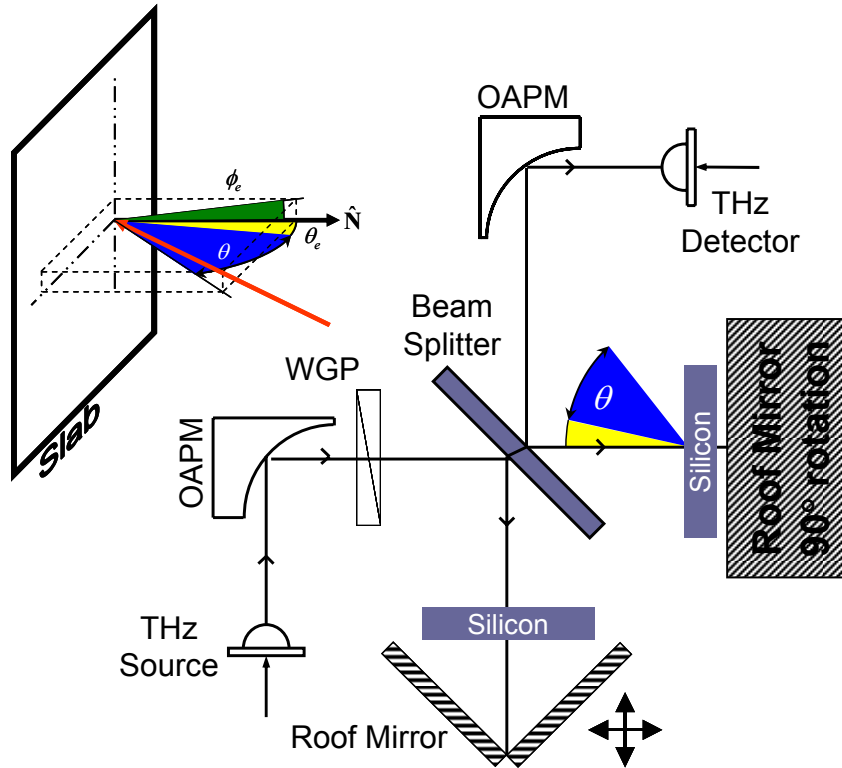 OAPM
ϕe
N̂
θe
θ
THz
Detector
Slab
Beam
Splitter
WGP
OAPM
θ
Silicon
Roof Mirror
90° rotation
THz
Source
Silicon
Roof Mirror